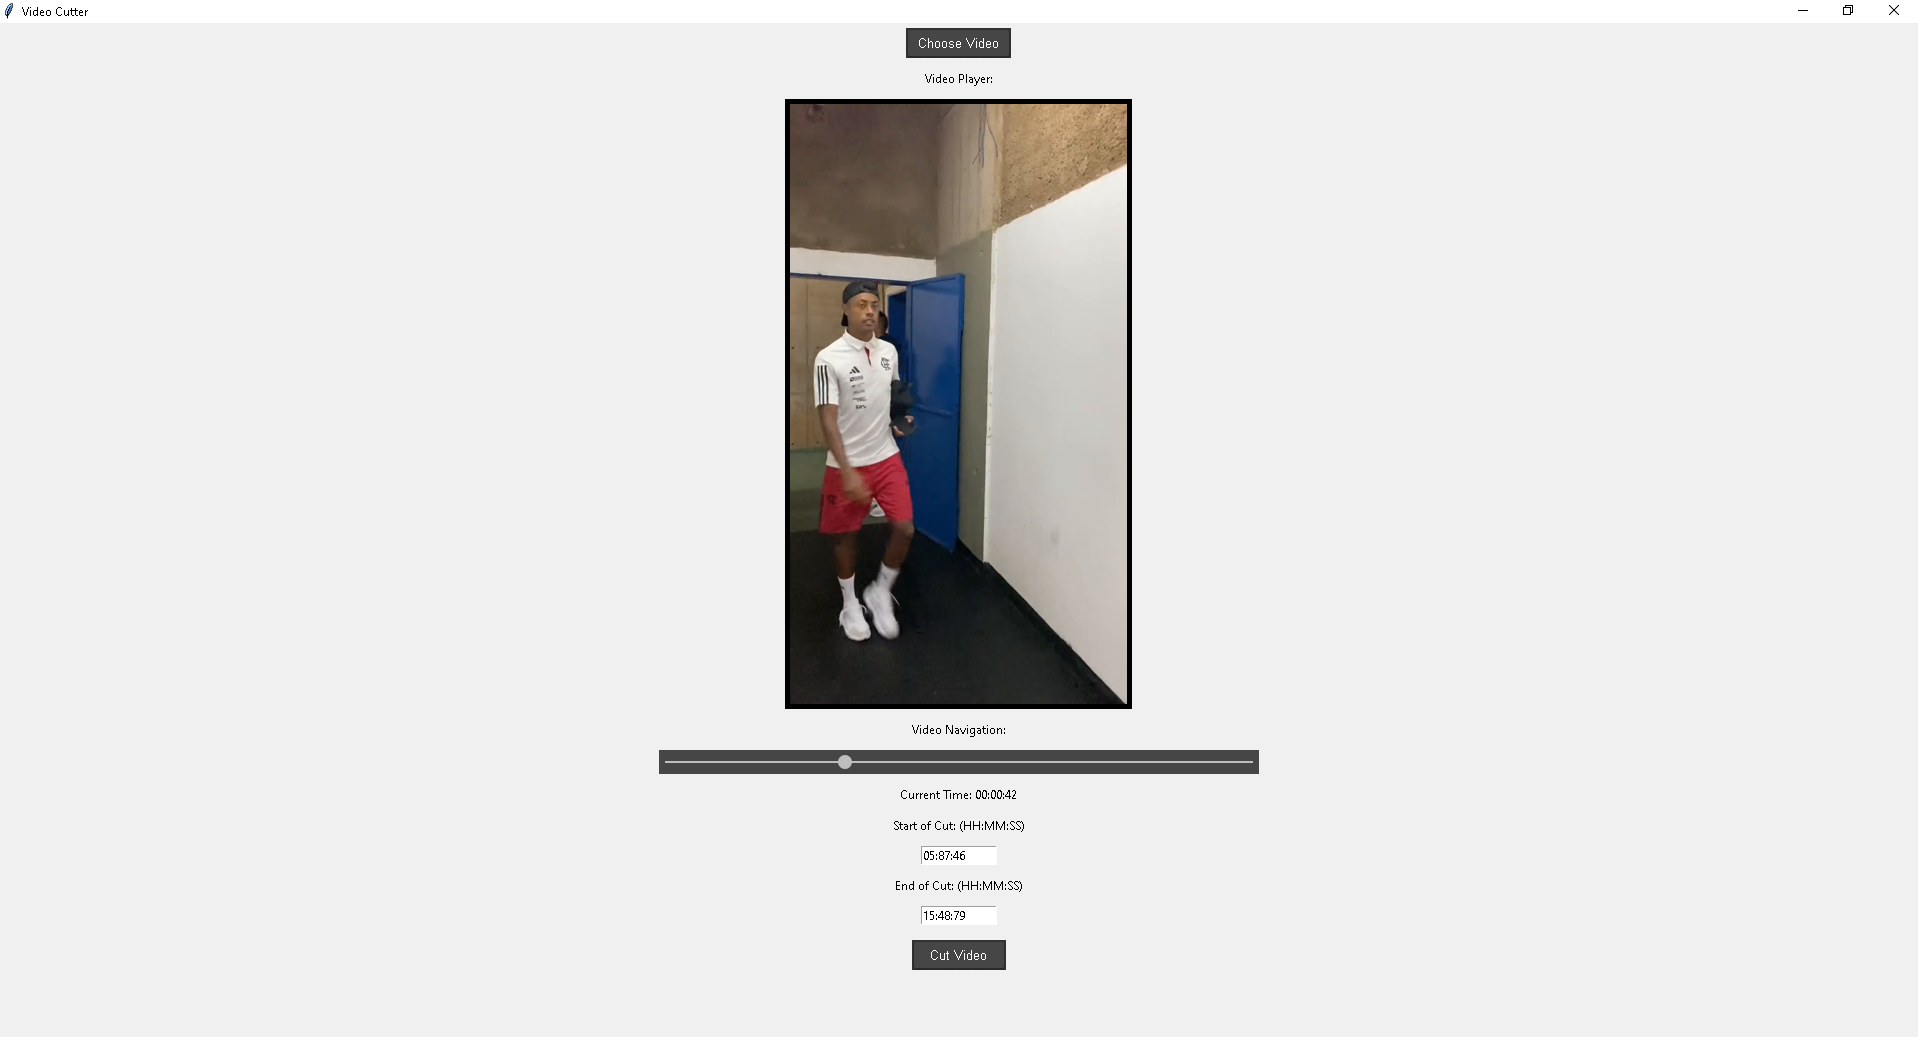 Video Cutter
Choose Video
Video Player:
Video Navigation:
Current Time: 00:00:42
Start of Cut: (HH:MM:SS)
05:87:46
End of Cut: (HH:MM:SS)
15:48:79
Cut Video